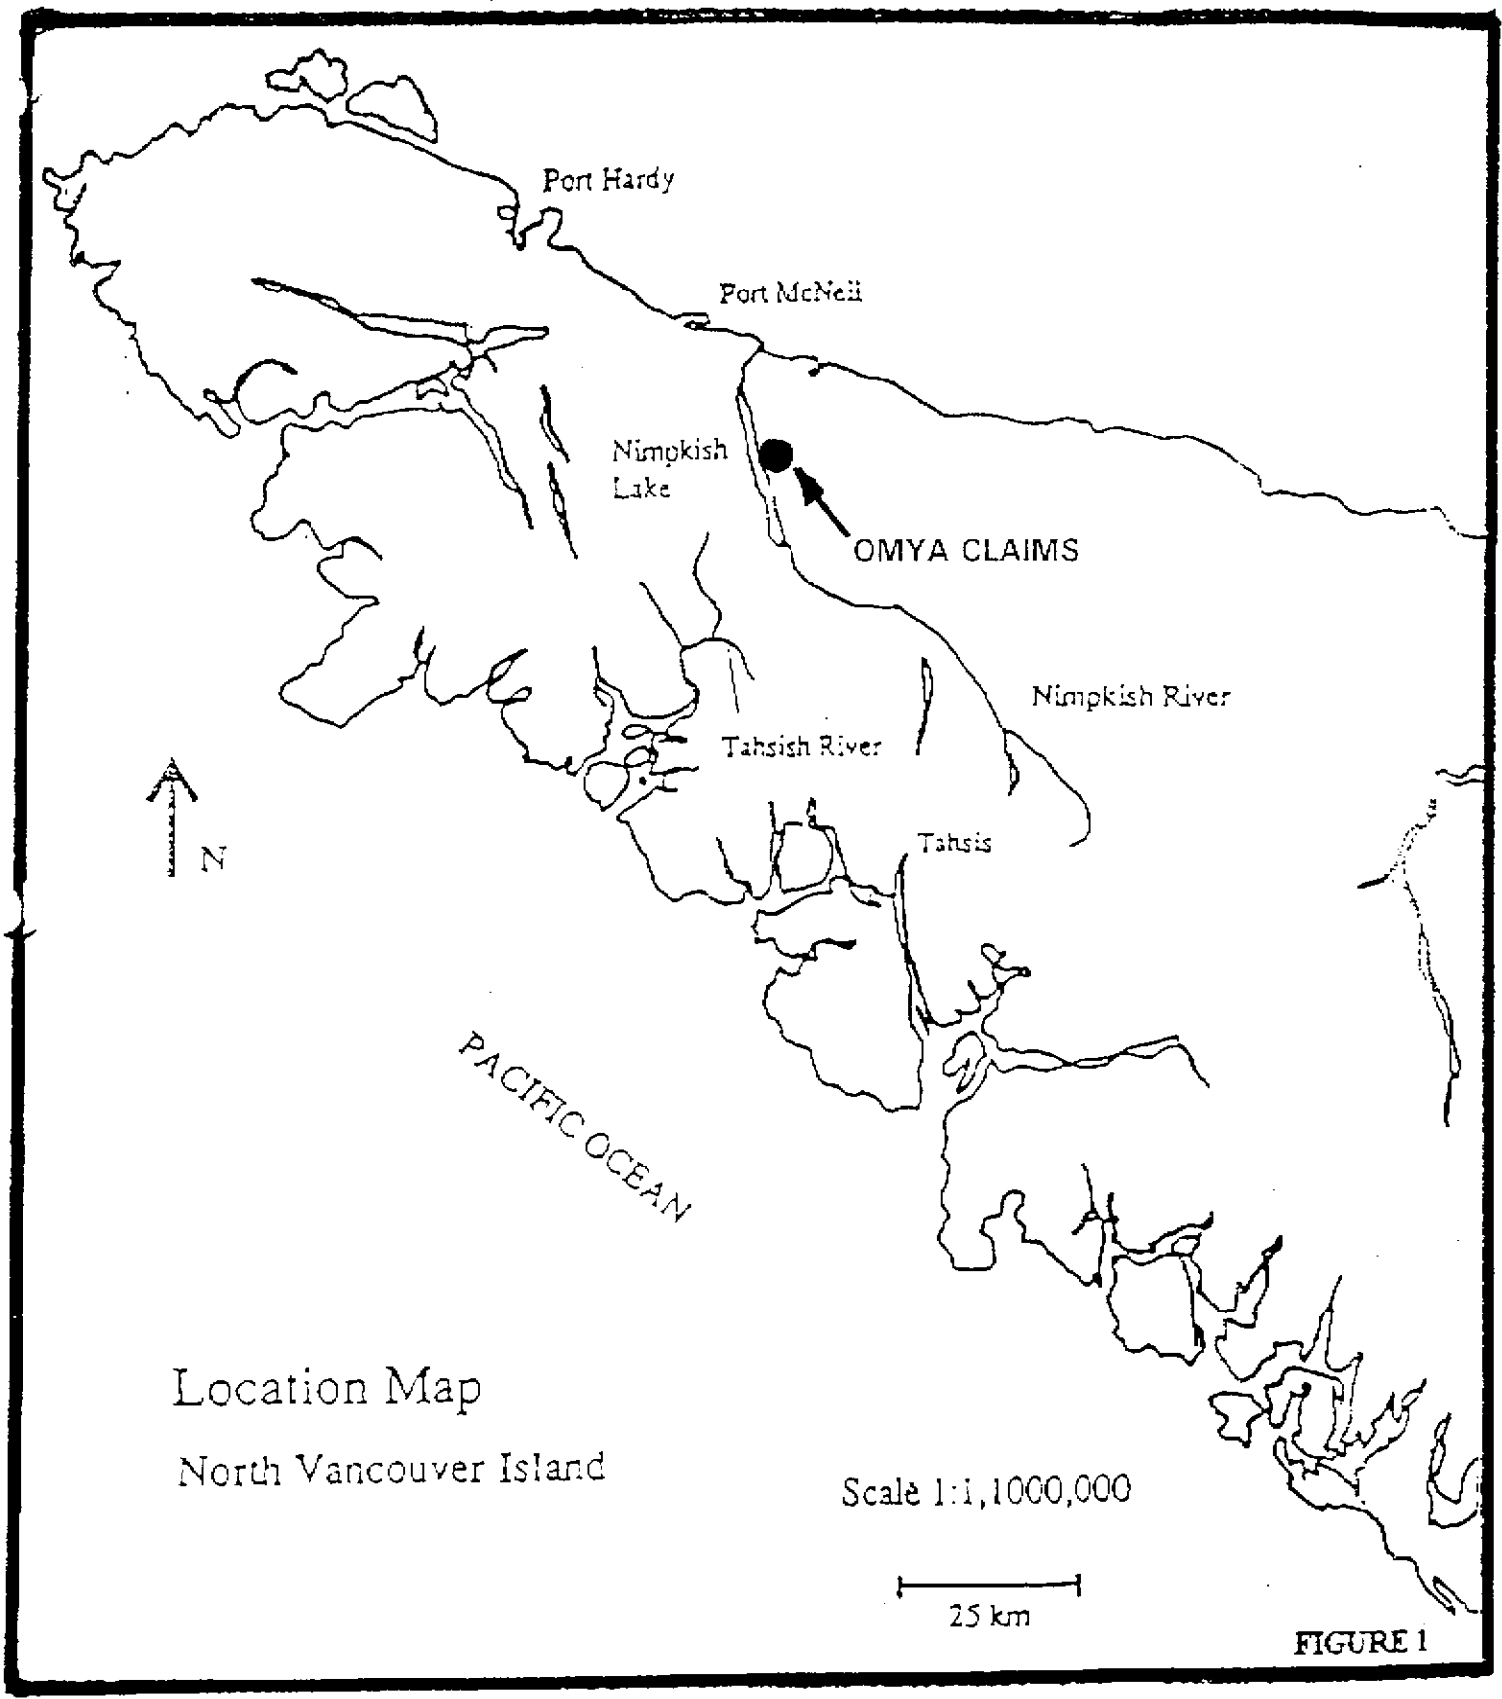 Port Hardy
Port McNeil
Nimpkish
Lake
OMYA CLAIMS
Nimpkish River
Tahsish River
Tahsis
N
PACIFIC OCEAN
Location Map
North Vancouver Island
Scale 1:1,1000,000
25 km
FIGURE 1